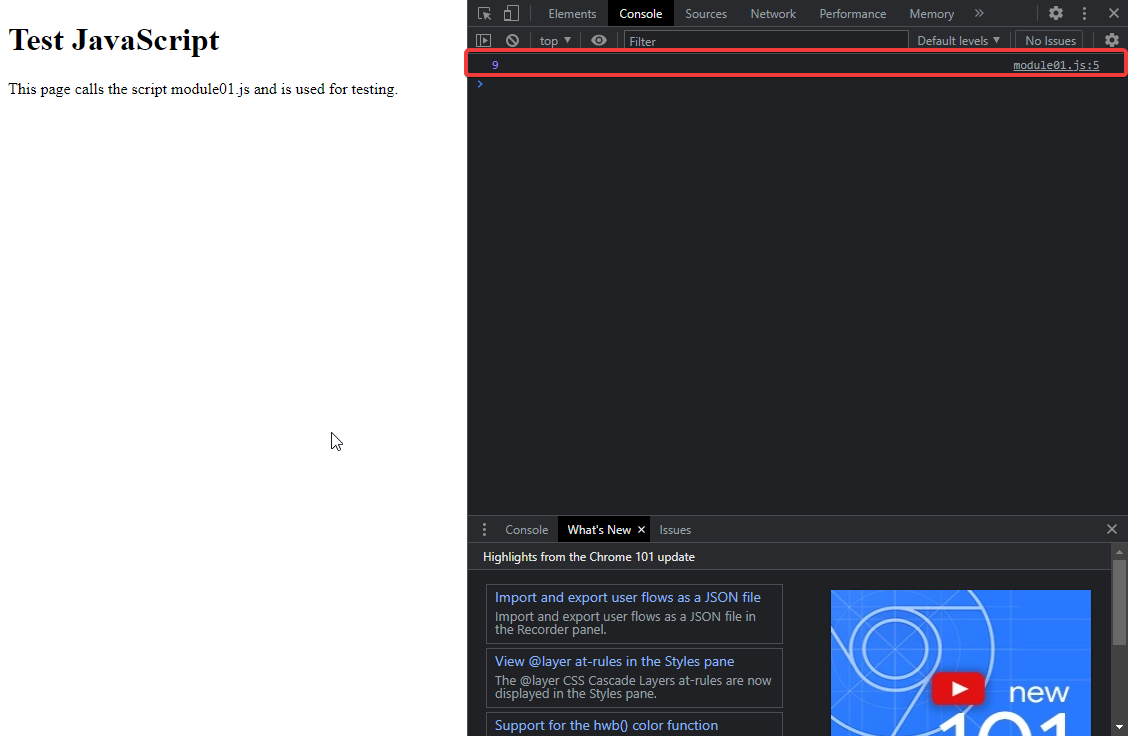 Test JavaScript
This page calls the script module01.js and is used for testing.
Elements Console Sources Network Performance Memory »
top ▼ Filter Default levels ▼ No Issues
9 module01.js:5
›
Console What's New × Issues
Highlights from the Chrome 101 update
Import and export user flows as a JSON file
Import and export user flows as a JSON file in
the Recorder panel.
View @layer at-rules in the Styles pane
The @layer CSS Cascade Layers at-rules are now
displayed in the Styles pane.
Support for the hwb() color function
new
101